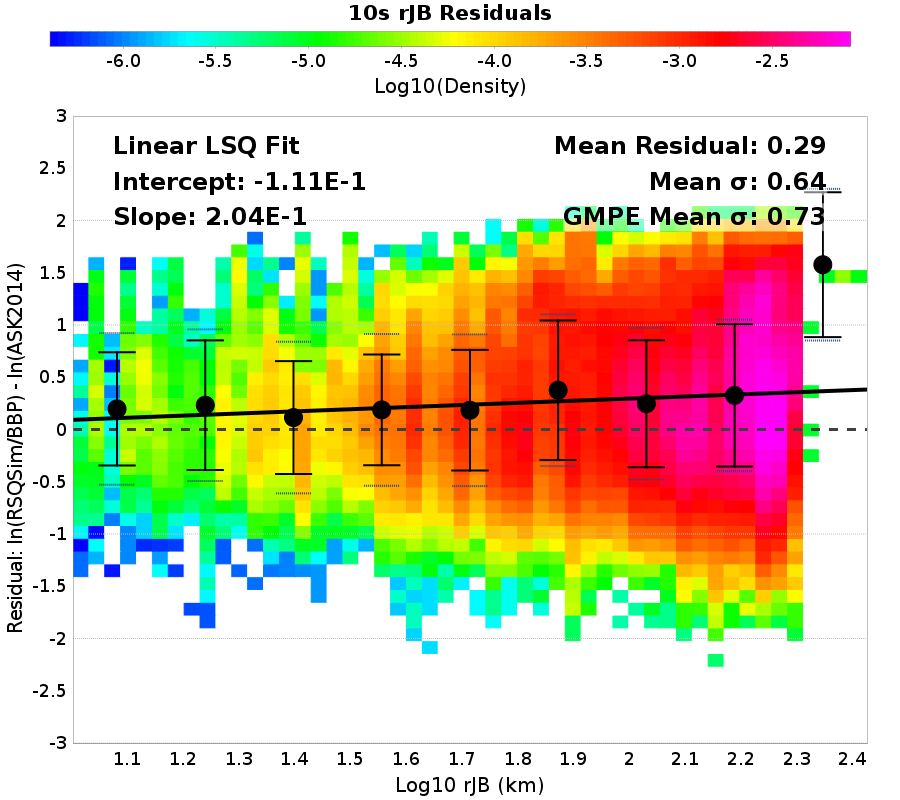 10s rJB Residuals
-6.0 -5.5 -5.0 -4.5 -4.0 -3.5 -3.0 -2.5
Log10(Density)
Linear LSQ Fit
Intercept: -1.11E-1
Slope: 2.04E-1
Mean Residual: 0.29
Mean σ: 0.64
GMPE Mean σ: 0.73
Residual: ln(RSQSim/BBP) - ln(ASK2014)
3
2.5
2
1.5
1
0.5
0
-0.5
-1
-1.5
-2
-2.5
-3
1.1 1.2 1.3 1.4 1.5 1.6 1.7 1.8 1.9 2 2.1 2.2 2.3 2.4
Log10 rJB (km)